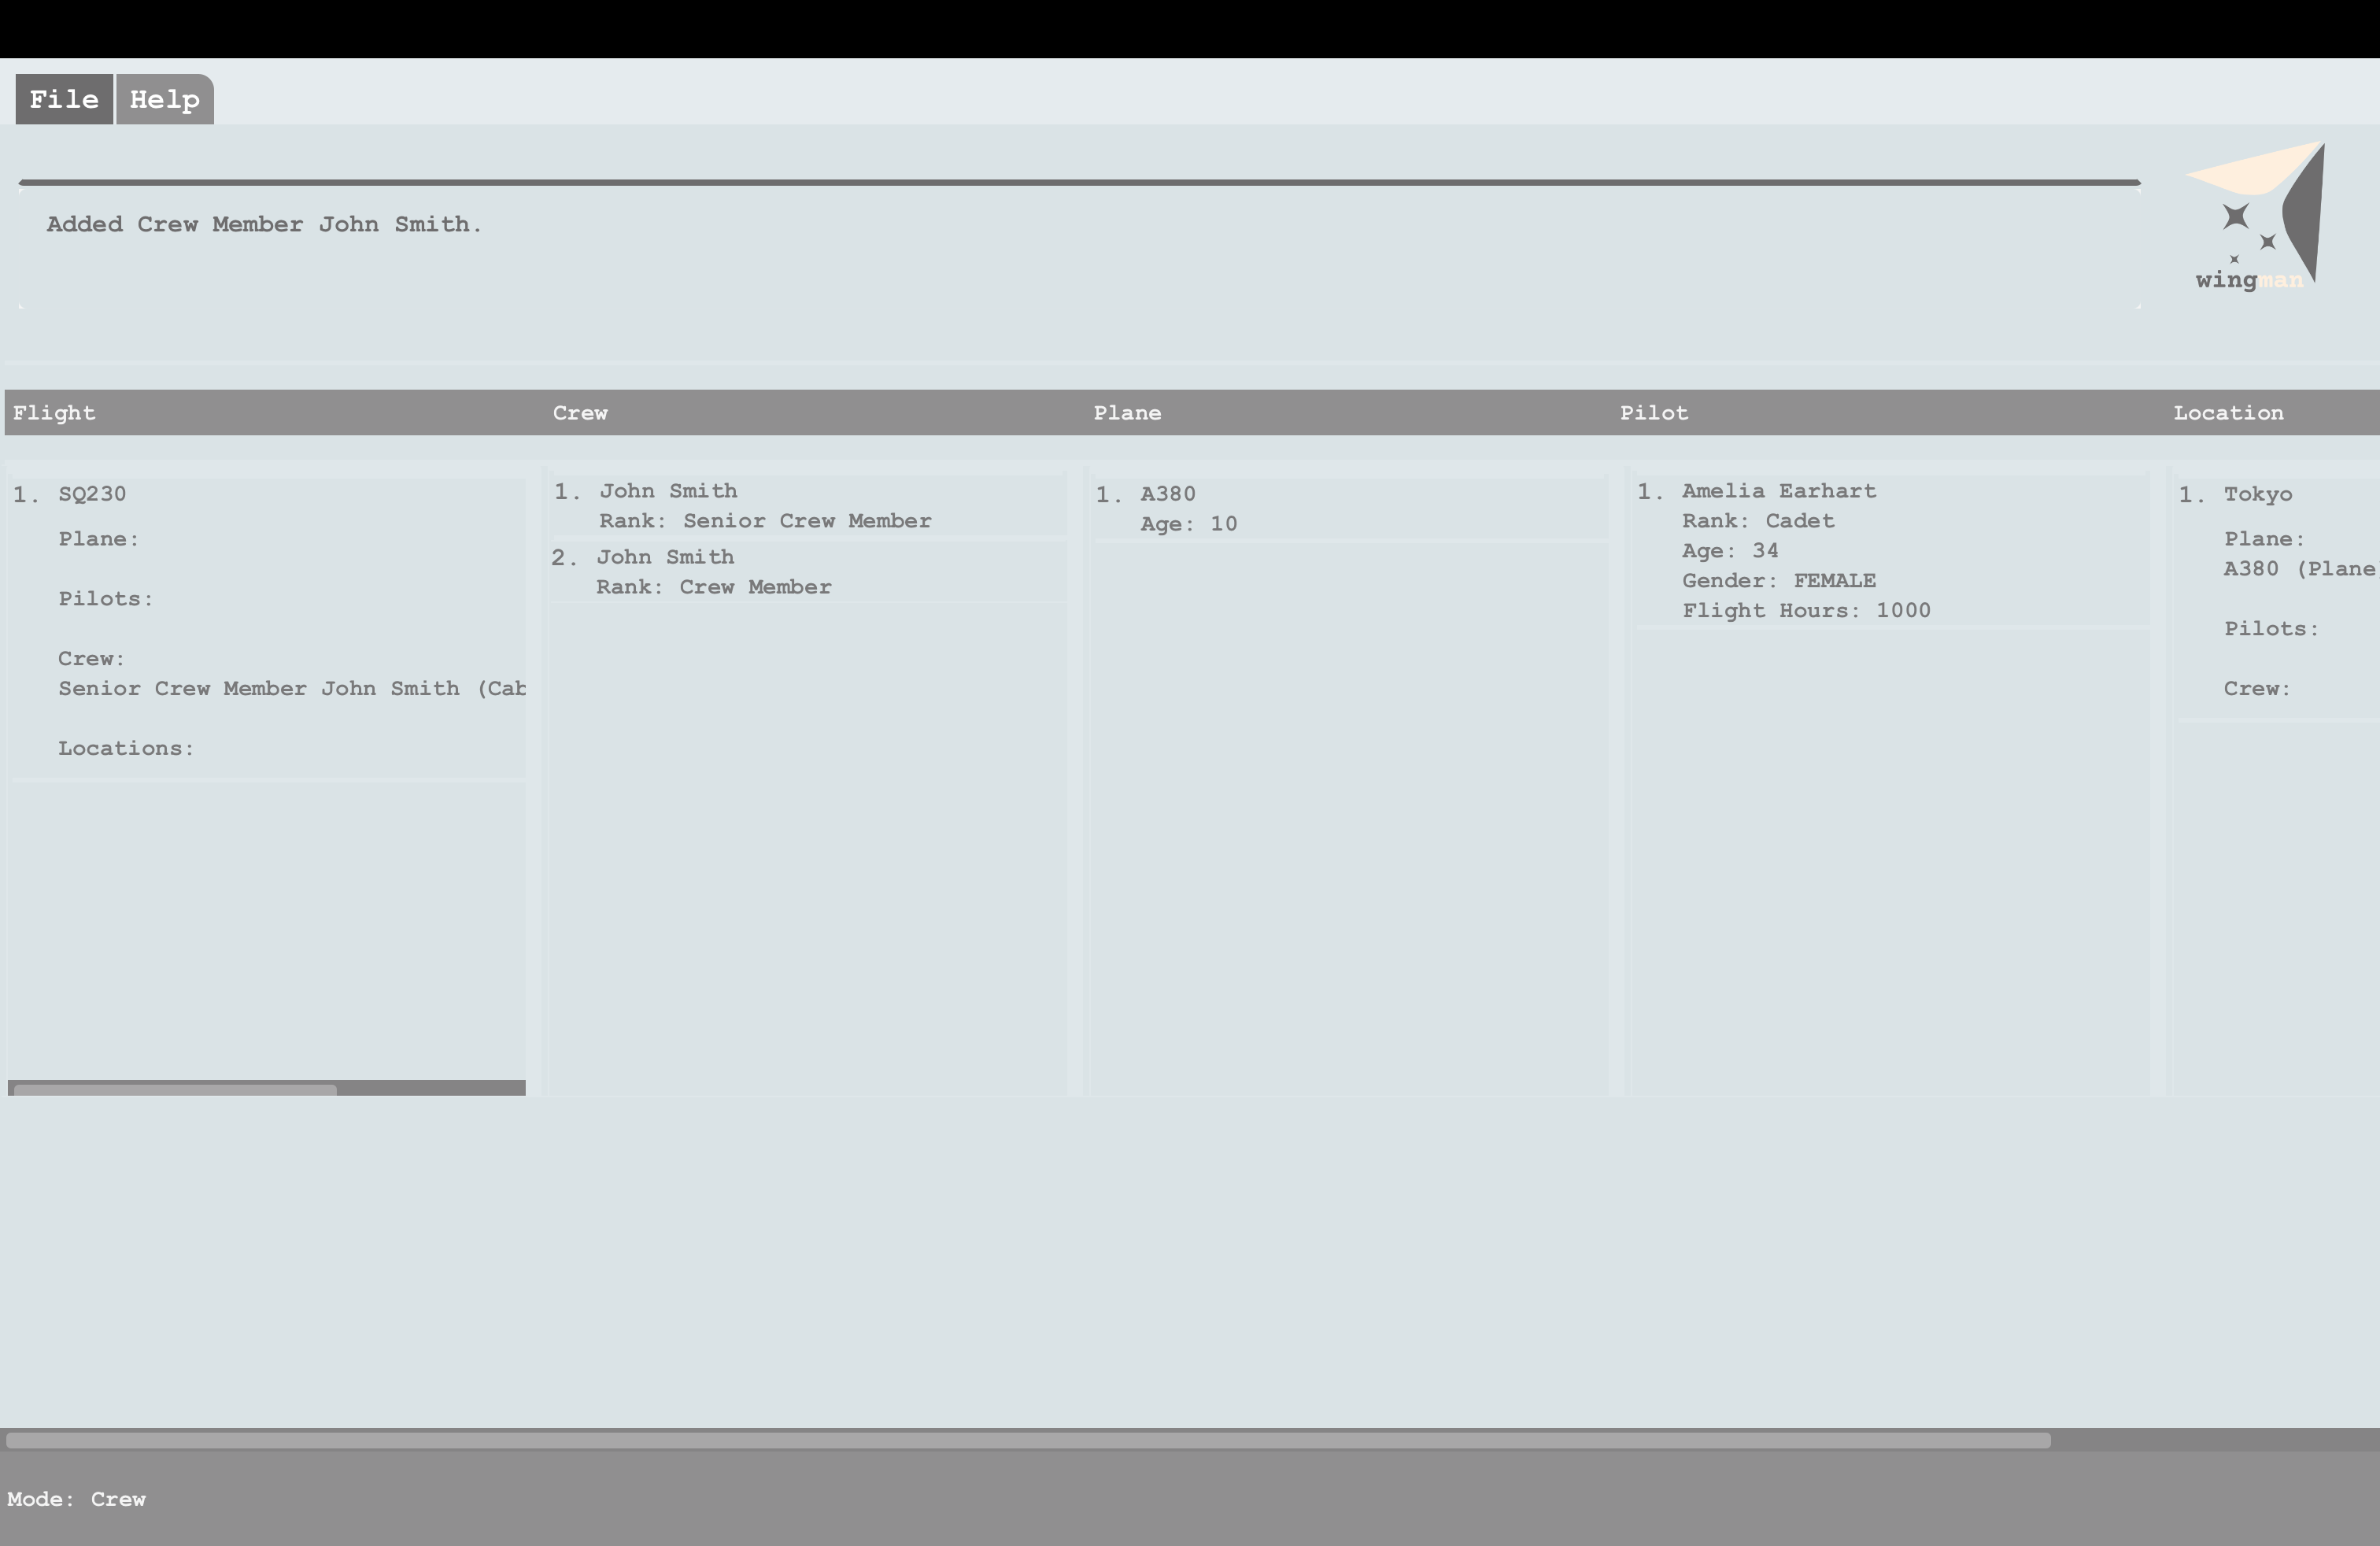 File Help
Added Crew Member John Smith.
wingman
Flight Crew Plane Pilot Location
1. SQ230
Plane:
Pilots:
Crew:
Senior Crew Member John Smith (Cab
Locations:
1. John Smith
Rank: Senior Crew Member
2. John Smith
Rank: Crew Member
1. A380
Age: 10
1. Amelia Earhart
Rank: Cadet
Age: 34
Gender: FEMALE
Flight Hours: 1000
1. Tokyo
Plane:
A380 (Plane
Pilots:
Crew:
Mode: Crew